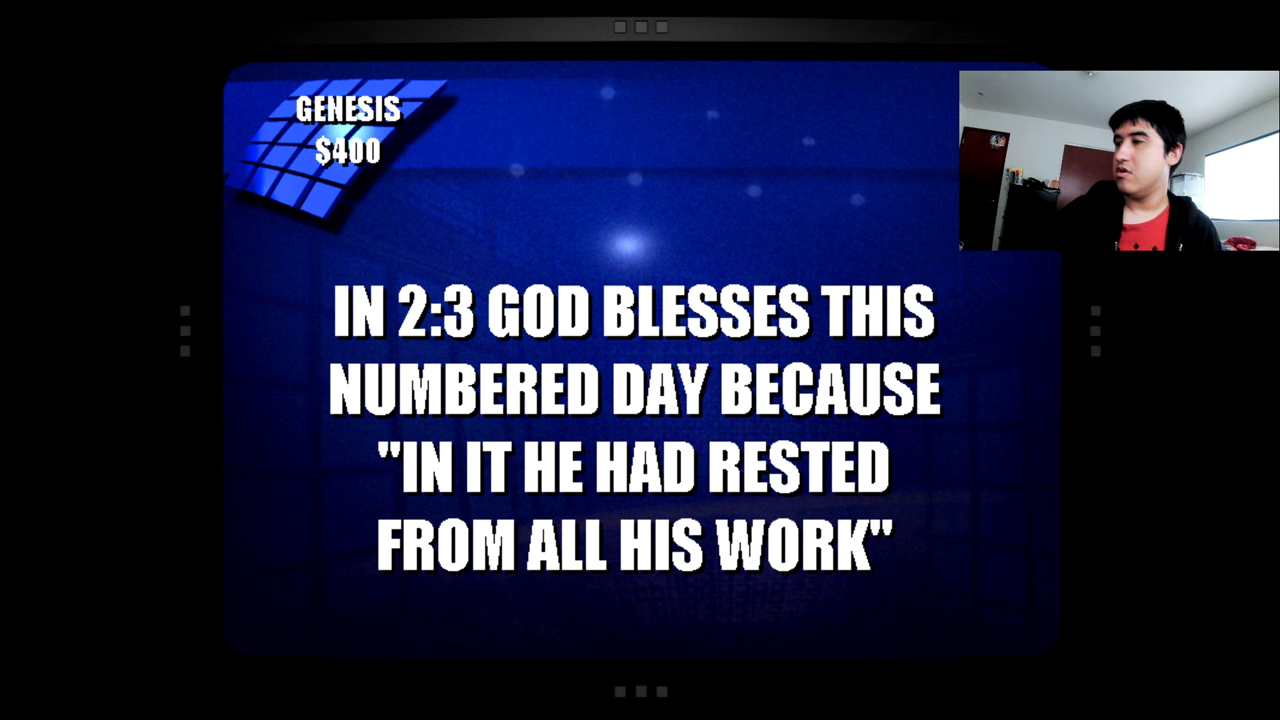 GENESIS
$400
IN 2:3 GOD BLESSES THIS
NUMBERED DAY BECAUSE
"IN IT HE HAD RESTED
FROM ALL HIS WORK"